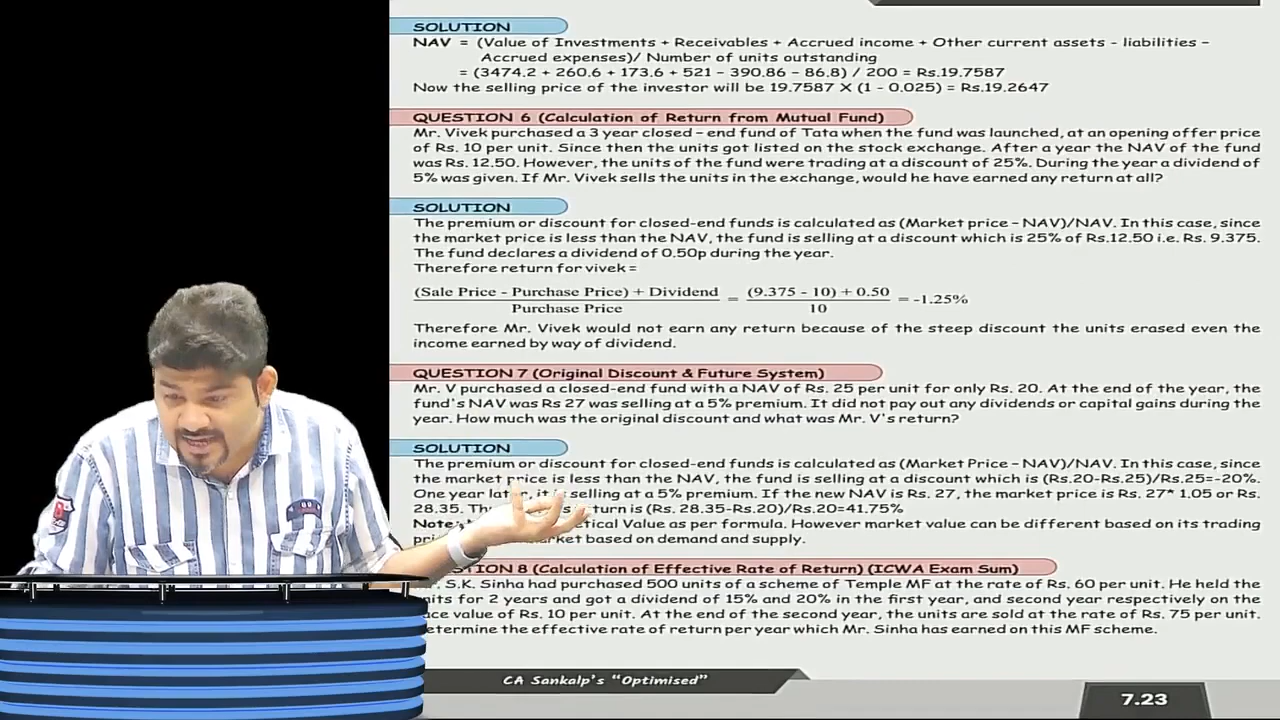 SOLUTION
NAV = (Value of Investments + Receivables + Accrued income + Other current assets - liabilities –
Accrued expenses)/ Number of units outstanding
= (3474.2 + 260.6 + 173.6 + 521 – 390.86 – 86.8) / 200 = Rs.19.7587
Now the selling price of the investor will be 19.7587 X (1 - 0.025) = Rs.19.2647
QUESTION 6 (Calculation of Return from Mutual Fund)
Mr. Vivek purchased a 3 year closed – end fund of Tata when the fund was launched, at an opening offer price
of Rs. 10 per unit. Since then the units got listed on the stock exchange. After a year the NAV of the fund
was Rs. 12.50. However, the units of the fund were trading at a discount of 25%. During the year a dividend of
5% was given. If Mr. Vivek sells the units in the exchange, would he have earned any return at all?
SOLUTION
The premium or discount for closed-end funds is calculated as (Market price – NAV)/NAV. In this case, since
the market price is less than the NAV, the fund is selling at a discount which is 25% of Rs.12.50 i.e. Rs. 9.375.
The fund declares a dividend of 0.50p during the year.
Therefore return for vivek =
(Sale Price - Purchase Price) + Dividend / Purchase Price = (9.375 - 10) + 0.50 / 10 = -1.25%
Therefore Mr. Vivek would not earn any return because of the steep discount the units erased even the
income earned by way of dividend.
QUESTION 7 (Original Discount & Future System)
Mr. V purchased a closed-end fund with a NAV of Rs. 25 per unit for only Rs. 20. At the end of the year, the
fund's NAV was Rs 27 was selling at a 5% premium. It did not pay out any dividends or capital gains during the
year. How much was the original discount and what was Mr. V's return?
SOLUTION
The premium or discount for closed-end funds is calculated as (Market Price – NAV)/NAV. In this case, since
the market price is less than the NAV, the fund is selling at a discount which is (Rs.20-Rs.25)/Rs.25=-20%.
One year later, it is selling at a 5% premium. If the new NAV is Rs. 27, the market price is Rs. 27* 1.05 or Rs.
28.35. return is (Rs. 28.35-Rs.20)/Rs.20=41.75%
Note: Value as per formula. However market value can be different based on its trading
based on demand and supply.
8 (Calculation of Effective Rate of Return) (ICWA Exam Sum)
S.K. Sinha had purchased 500 units of a scheme of Temple MF at the rate of Rs. 60 per unit. He held the
for 2 years and got a dividend of 15% and 20% in the first year, and second year respectively on the
value of Rs. 10 per unit. At the end of the second year, the units are sold at the rate of Rs. 75 per unit.
the effective rate of return per year which Mr. Sinha has earned on this MF scheme.
CA Sankalp's "Optimised"
7.23